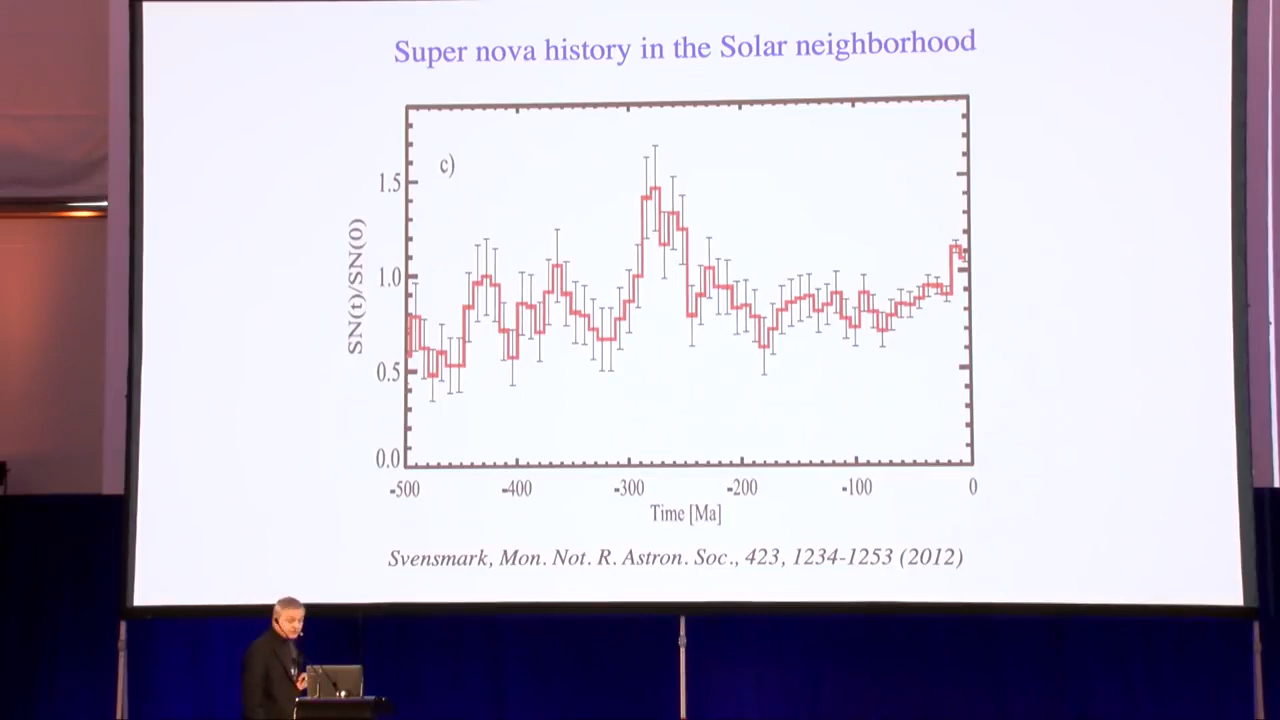 Super nova history in the Solar neighborhood
c)
SN(t)/SN(0)
1.5
1.0
0.5
0.0
-500 -400 -300 -200 -100 0
Time [Ma]
Svensmark, Mon. Not. R. Astron. Soc., 423, 1234-1253 (2012)